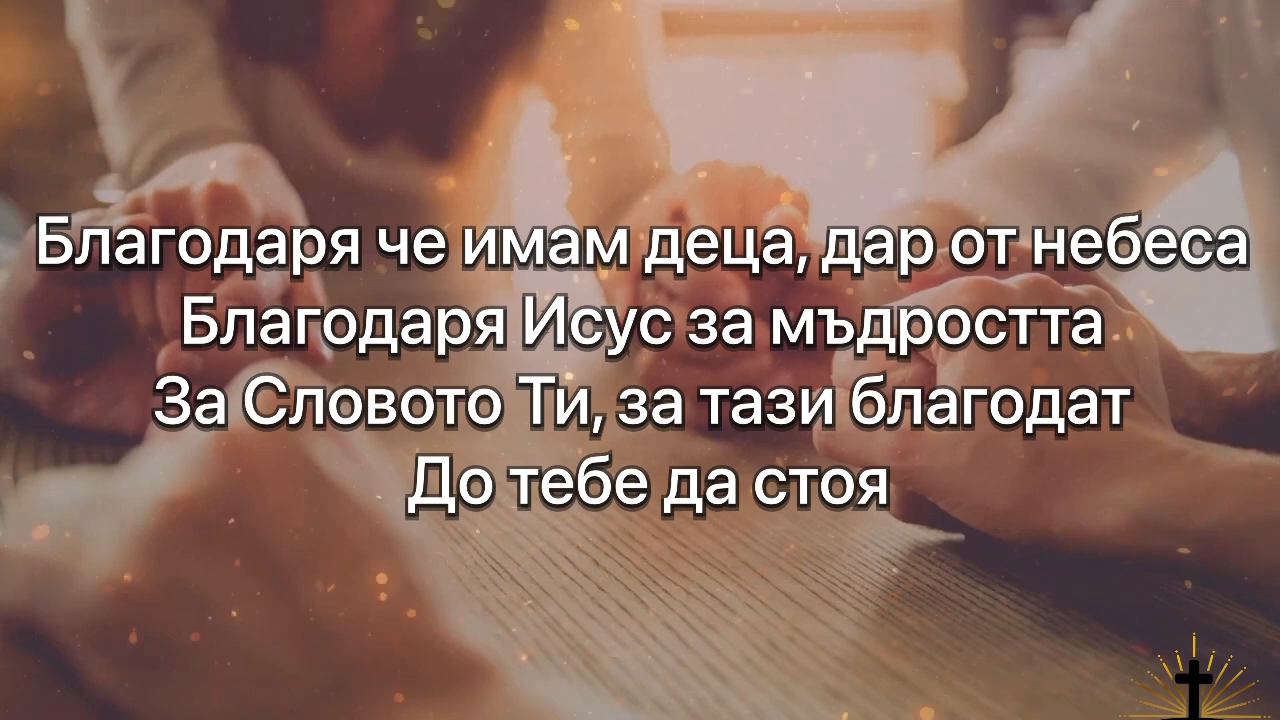 Благодаря че имам деца, дар от небеса
Благодаря Исус за мъдростта
За Словото Ти, за тази благодат
До тебе да стоя